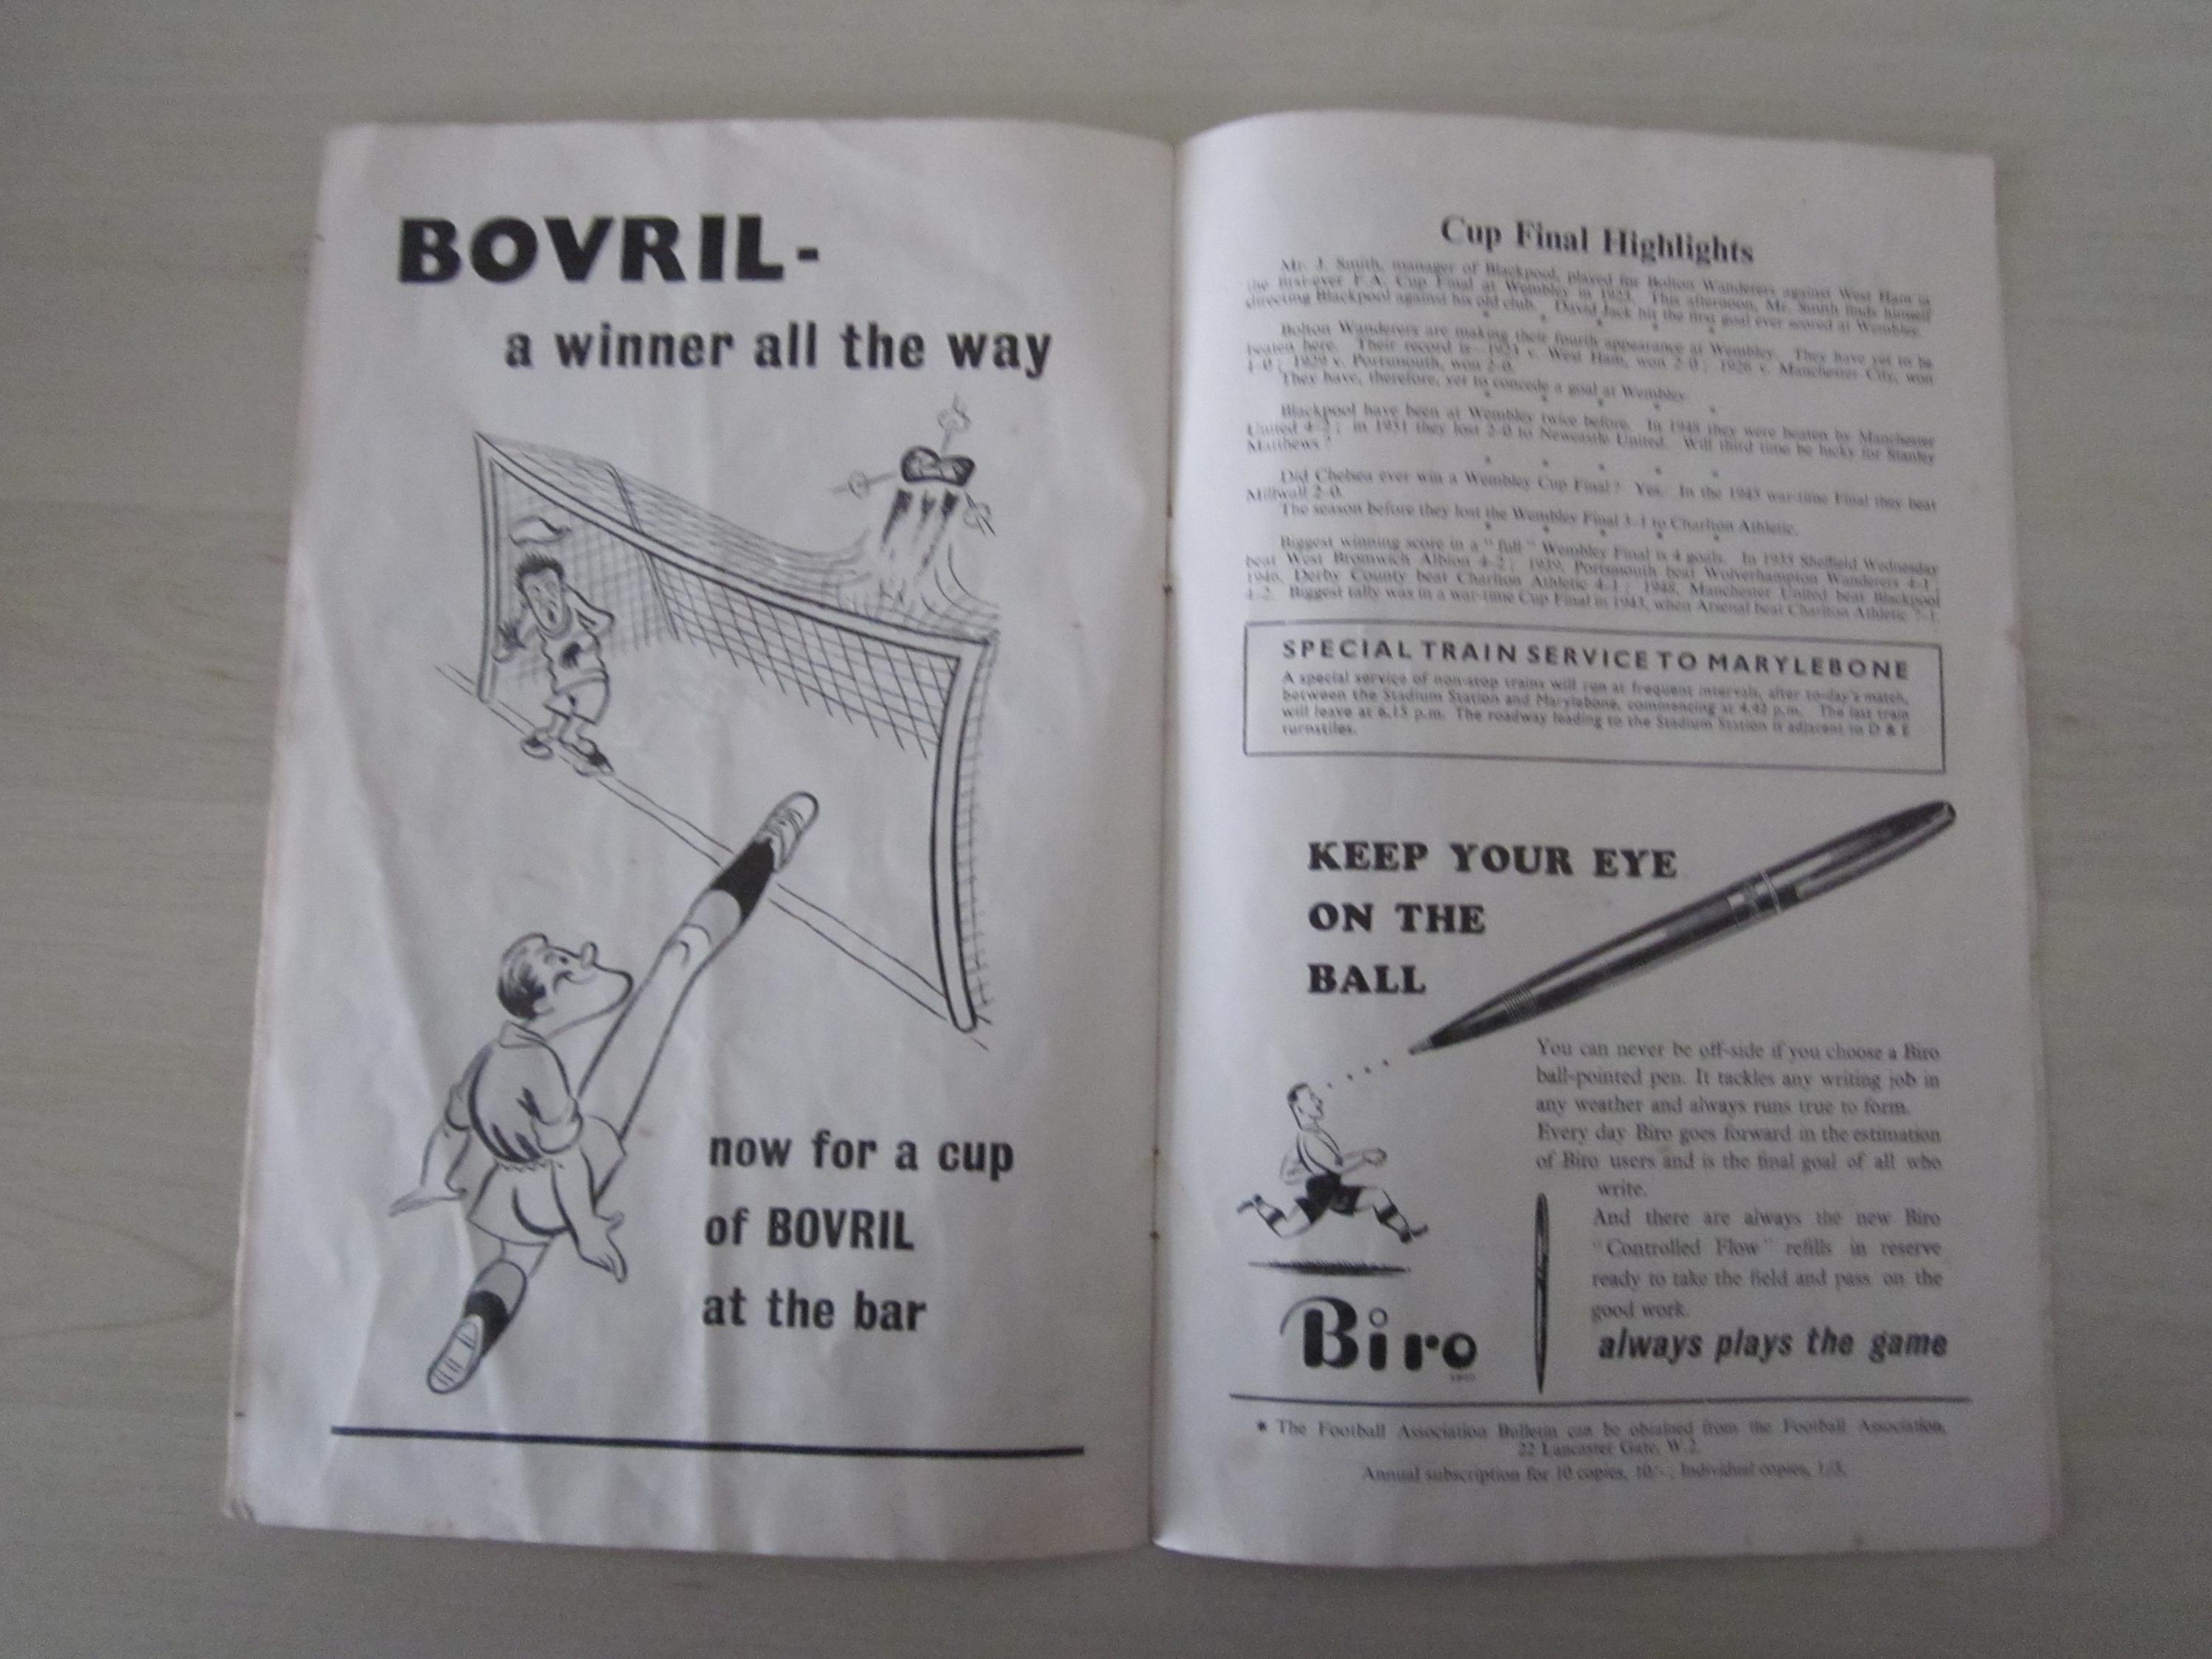 BOVRIL-
a winner all the way
now for a cup
of BOVRIL
at the bar
Cup Final Highlights
Mr. J. Smith, manager of Blackpool, played for Bolton Wanderers against West Ham in
the first-ever F.A. Cup Final at Wembley in 1923. This afternoon, Mr. Smith finds himself
directing Blackpool against his old club. David Jack hit the first goal ever scored at Wembley.
* * * * *
Bolton Wanderers are making their fourth appearance at Wembley. They have yet to be
beaten here. Their record is—1923 v. West Ham, won 2-0; 1926 v. Manchester City, won
1-0; 1929 v. Portsmouth, won 2-0.
They have, therefore, yet to concede a goal at Wembley.
* * * * *
Blackpool have been at Wembley twice before. In 1948 they were beaten by Manchester
United 4-2; in 1951 they lost 2-0 to Newcastle United. Will third time be lucky for Stanley
Matthews?
* * * * *
Did Chelsea ever win a Wembley Cup Final? Yes. In the 1945 war-time Final they beat
Millwall 2-0.
The season before they lost the Wembley Final 3-1 to Charlton Athletic.
* * * * *
Biggest winning score in a "full" Wembley Final is 4 goals. In 1935 Sheffield Wednesday
beat West Bromwich Albion 4-2; 1939, Portsmouth beat Wolverhampton Wanderers 4-1;
1946, Derby County beat Charlton Athletic 4-1; 1948, Manchester United beat Blackpool
4-2. Biggest tally was in a war-time Cup Final in 1943, when Arsenal beat Charlton Athletic 7-1.
SPECIAL TRAIN SERVICE TO MARYLEBONE
A special service of non-stop trains will run at frequent intervals, after to-day's match,
between the Stadium Station and Marylebone, commencing at 4.42 p.m. The last train
will leave at 6.15 p.m. The roadway leading to the Stadium Station is adjacent to D & E
turnstiles.
KEEP YOUR EYE
ON THE
BALL
You can never be off-side if you choose a Biro
ball-pointed pen. It tackles any writing job in
any weather and always runs true to form.
Every day Biro goes forward in the estimation
of Biro users and is the final goal of all who
write.
And there are always the new Biro
"Controlled Flow" refills in reserve
ready to take the field and pass on the
good work.
Biro
always plays the game
* The Football Association Bulletin can be obtained from the Football Association,
22 Lancaster Gate, W.2.
Annual subscription for 10 copies, 10/-; Individual copies, 1/3.